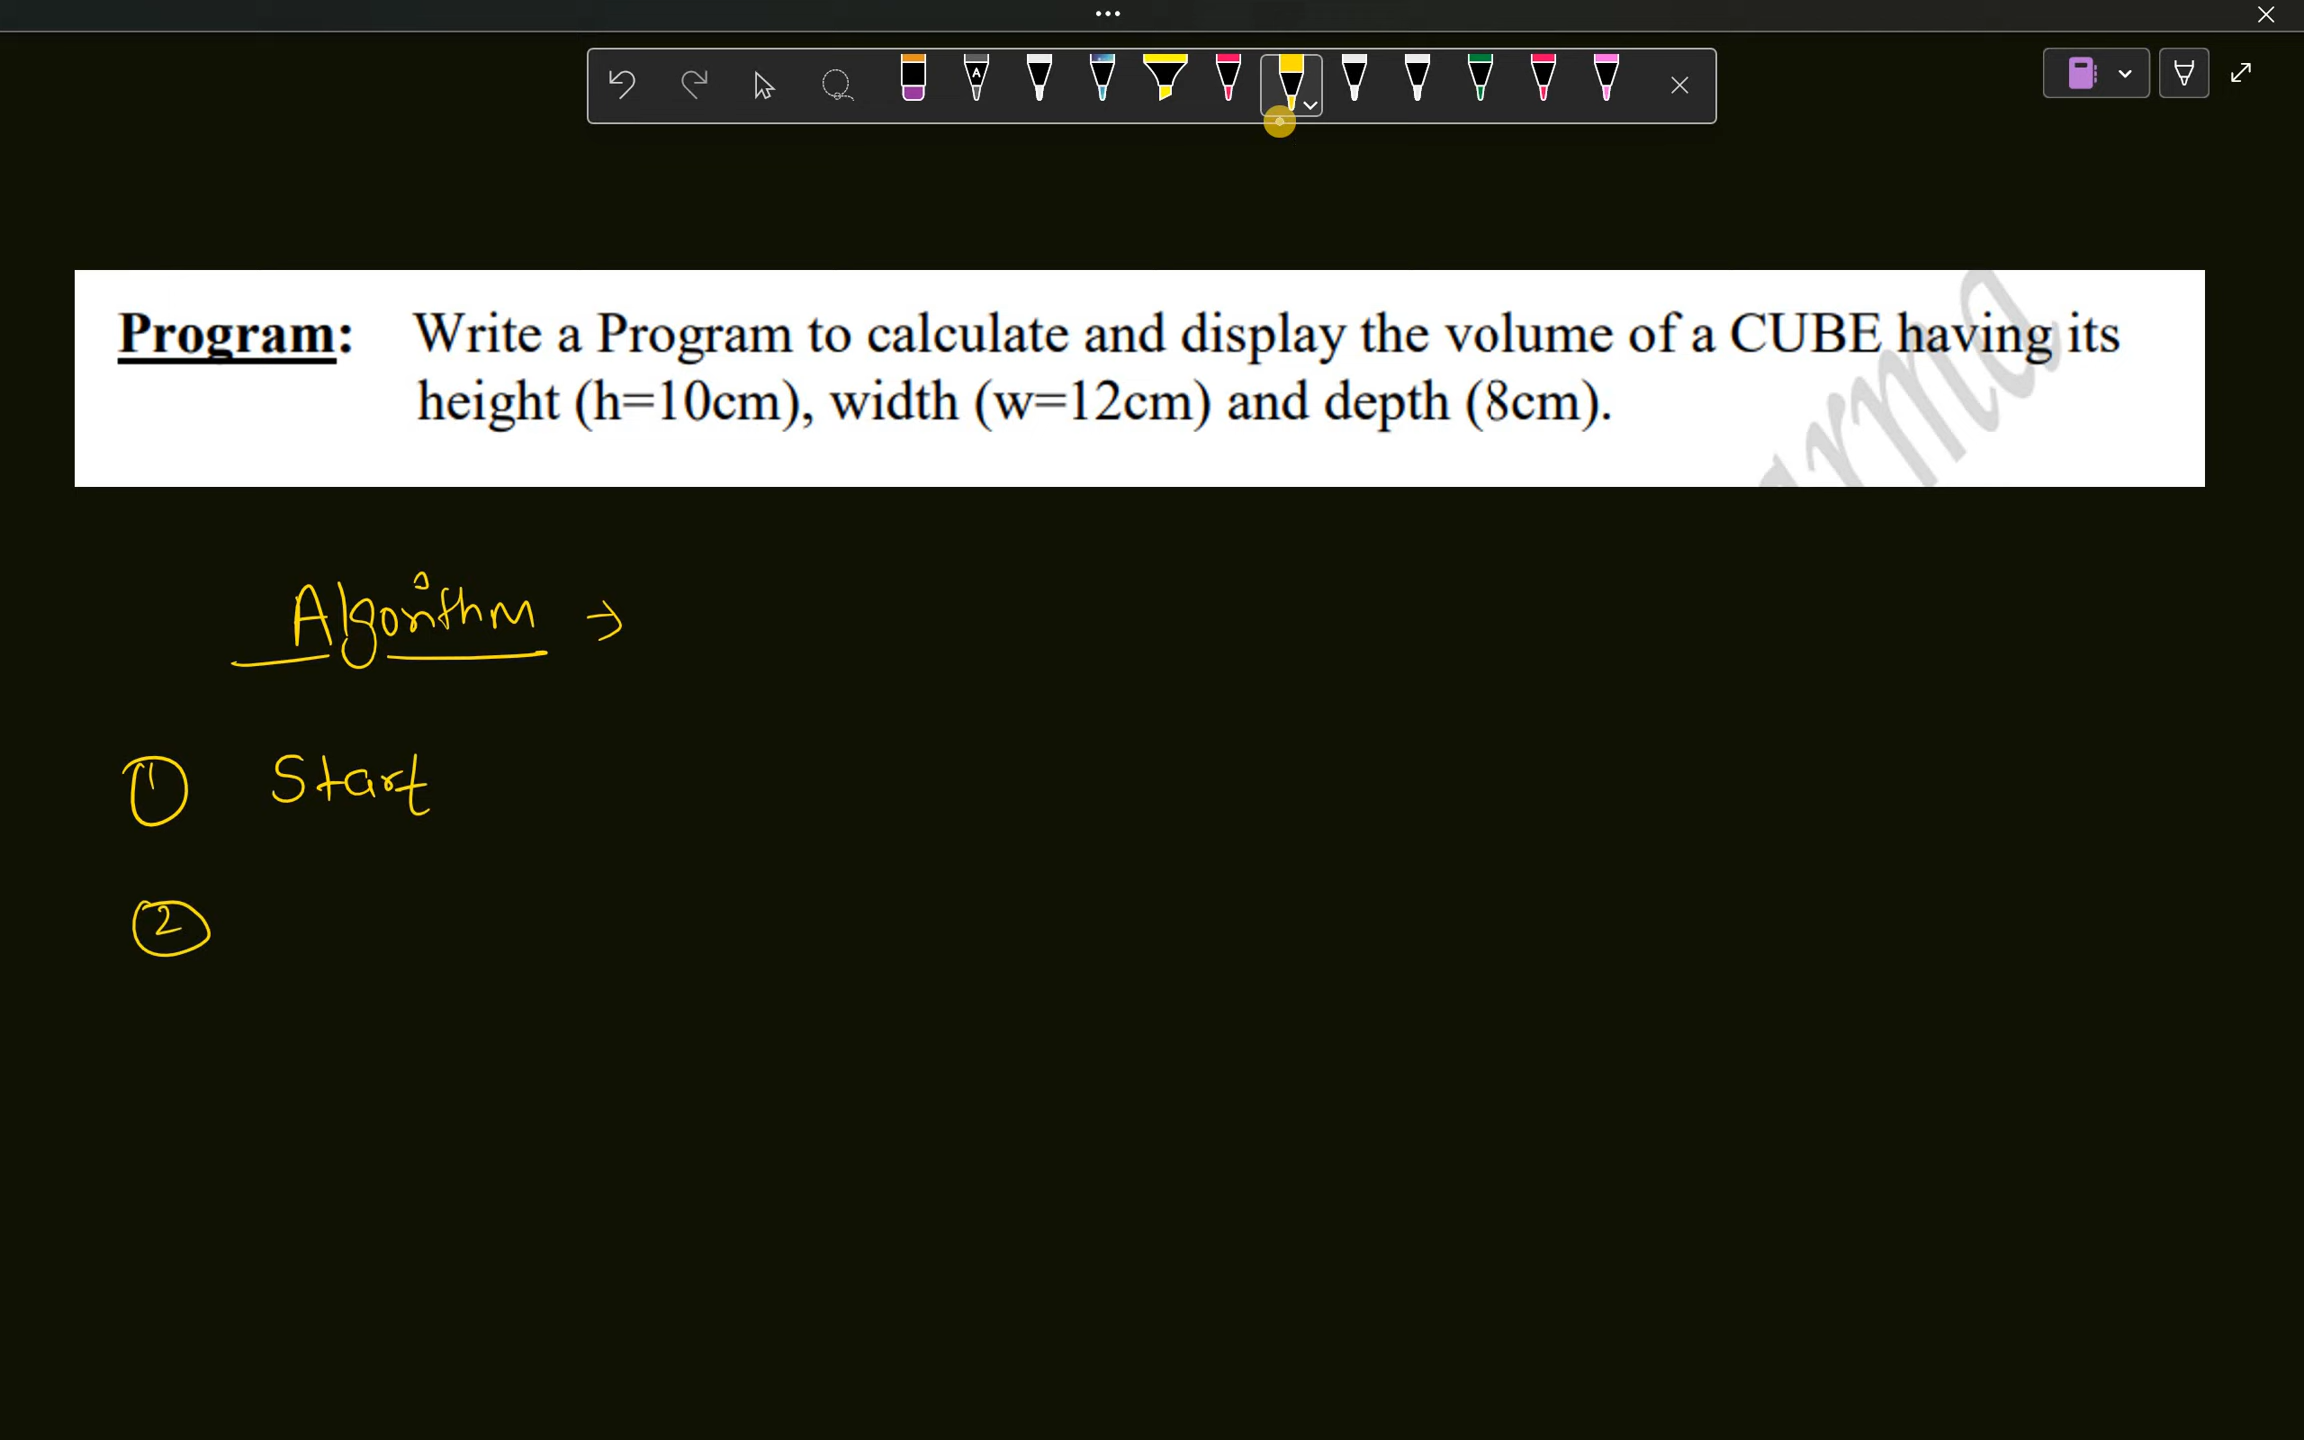 A
Program: Write a Program to calculate and display the volume of a CUBE having its
height (h=10cm), width (w=12cm) and depth (8cm).
arma
Algorithm →
① Start
②